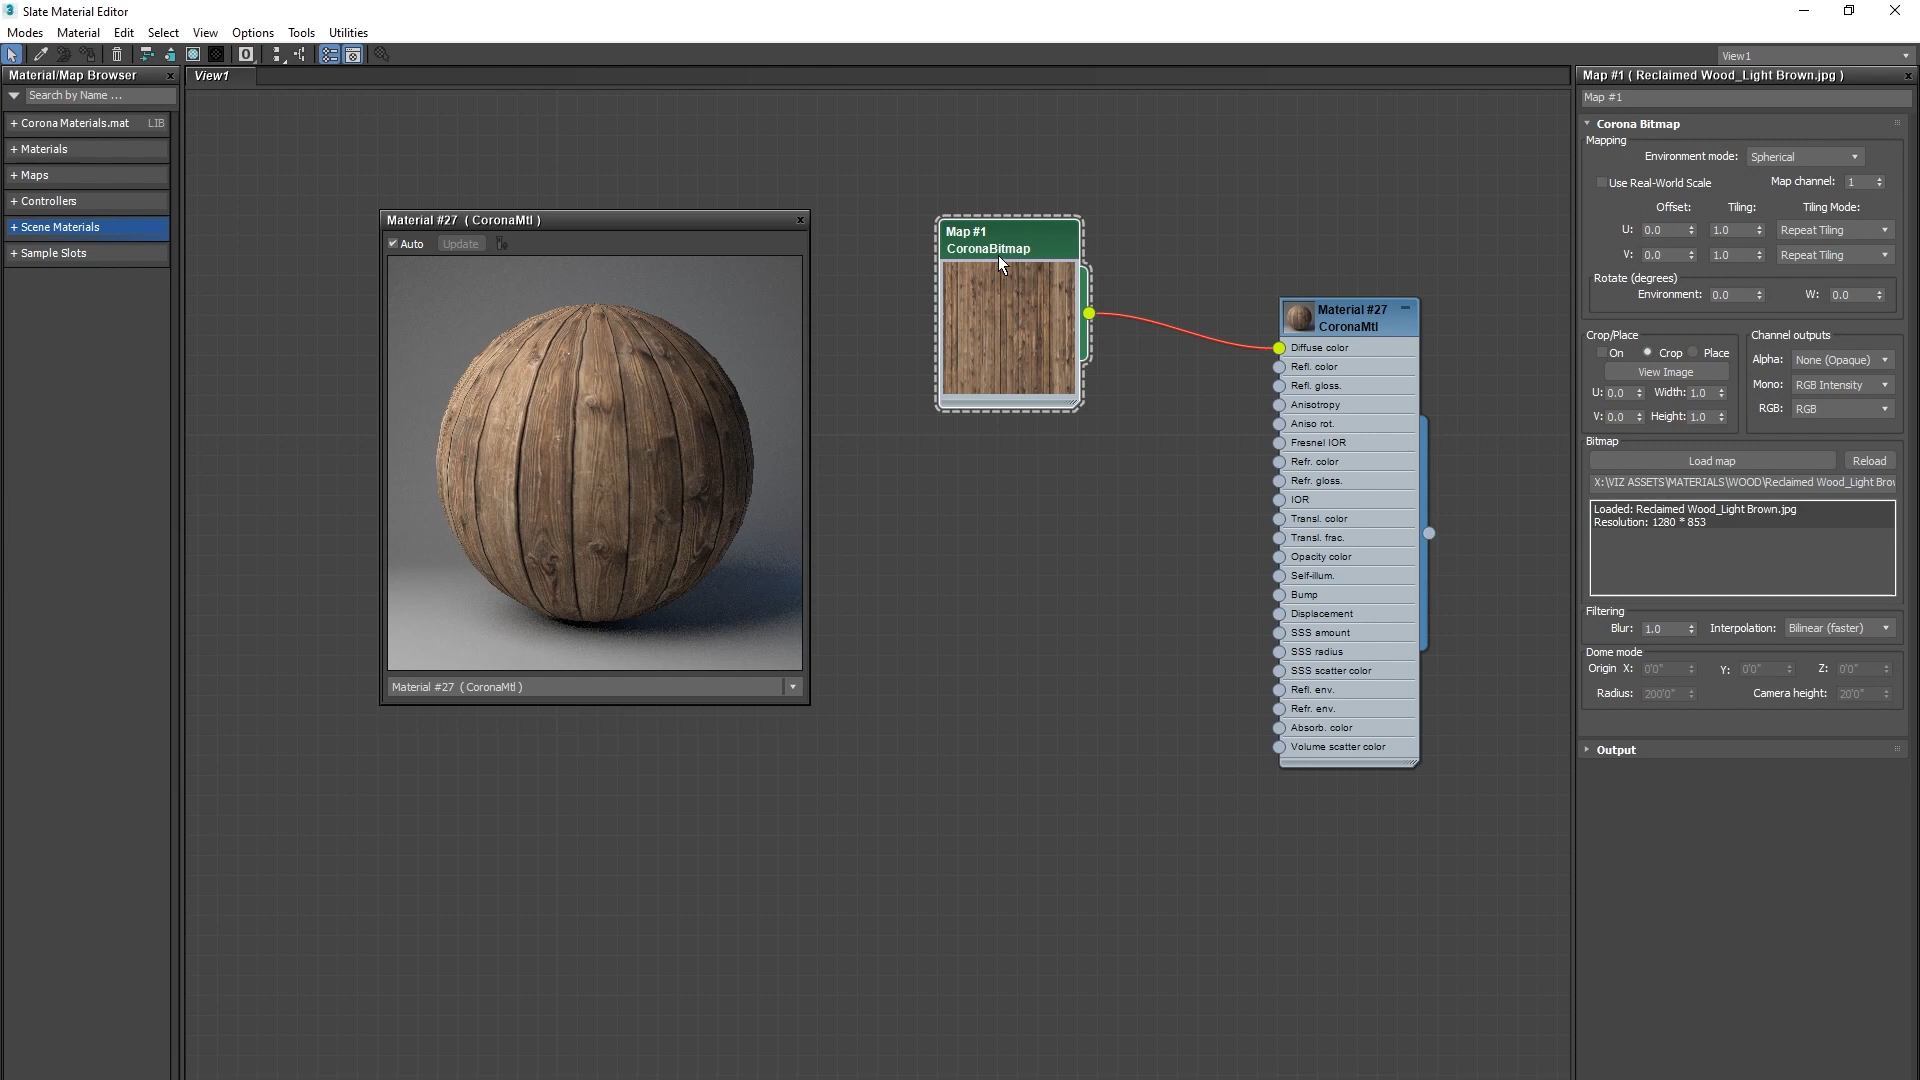 Slate Material Editor
Modes Material Edit Select View Options Tools Utilities
View1
Material/Map Browser
Search by Name ...
+ Corona Materials.mat LIB
+ Materials
+ Maps
+ Controllers
+ Scene Materials
+ Sample Slots
View1
Material #27 ( CoronaMtl )
Auto Update
Material #27 ( CoronaMtl )
Map #1
CoronaBitmap
Material #27
CoronaMtl
Diffuse color
Refl. color
Refl. gloss.
Anisotropy
Aniso rot.
Fresnel IOR
Refr. color
Refr. gloss.
IOR
Transl. color
Transl. frac.
Opacity color
Self-illum.
Bump
Displacement
SSS amount
SSS radius
SSS scatter color
Refl. env.
Refr. env.
Absorb. color
Volume scatter color
Map #1 ( Reclaimed Wood_Light Brown.jpg )
Map #1
Corona Bitmap
Mapping
Environment mode: Spherical
Use Real-World Scale Map channel: 1
Offset: Tiling: Tiling Mode:
U: 0.0 1.0 Repeat Tiling
V: 0.0 1.0 Repeat Tiling
Rotate (degrees)
Environment: 0.0 W: 0.0
Crop/Place Channel outputs
On Crop Place Alpha: None (Opaque)
View Image
Mono: RGB Intensity
U: 0.0 Width: 1.0
RGB: RGB
V: 0.0 Height: 1.0
Bitmap
Load map Reload
X:\VIZ ASSETS\MATERIALS\WOOD\Reclaimed Wood_Light Brov
Loaded: Reclaimed Wood_Light Brown.jpg
Resolution: 1280 * 853
Filtering
Blur: 1.0 Interpolation: Bilinear (faster)
Dome mode
Origin X: 0'0" Y: 0'0" Z: 0'0"
Radius: 200'0" Camera height: 20'0"
Output